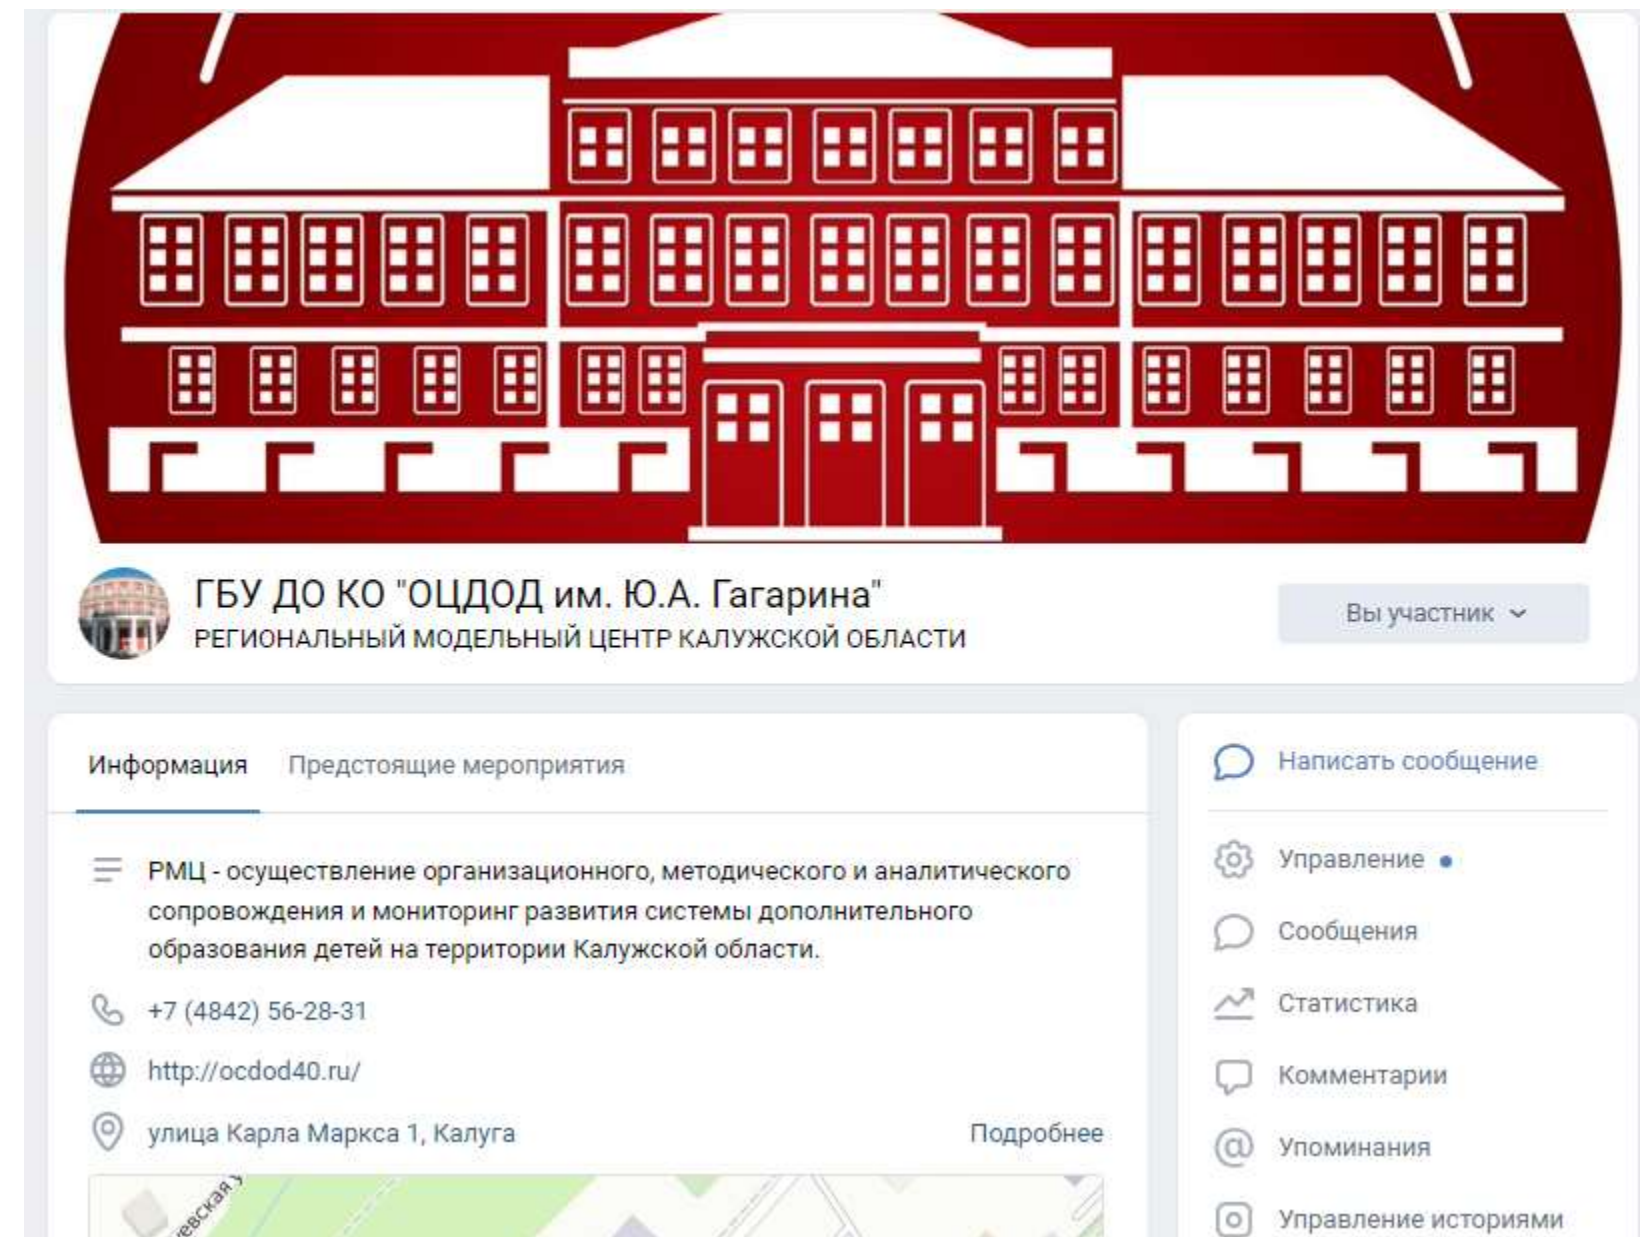 ГБУ ДО КО "ОЦДОД им. Ю.А. Гагарина"
РЕГИОНАЛЬНЫЙ МОДЕЛЬНЫЙ ЦЕНТР КАЛУЖСКОЙ ОБЛАСТИ
Вы участник
Информация
Предстоящие мероприятия
РМЦ - осуществление организационного, методического и аналитического
сопровождения и мониторинг развития системы дополнительного
образования детей на территории Калужской области.
+7 (4842) 56-28-31
http://ocdod40.ru/
улица Карла Маркса 1, Калуга
Подробнее
Написать сообщение
Управление
Сообщения
Статистика
Комментарии
Упоминания
Управление историями